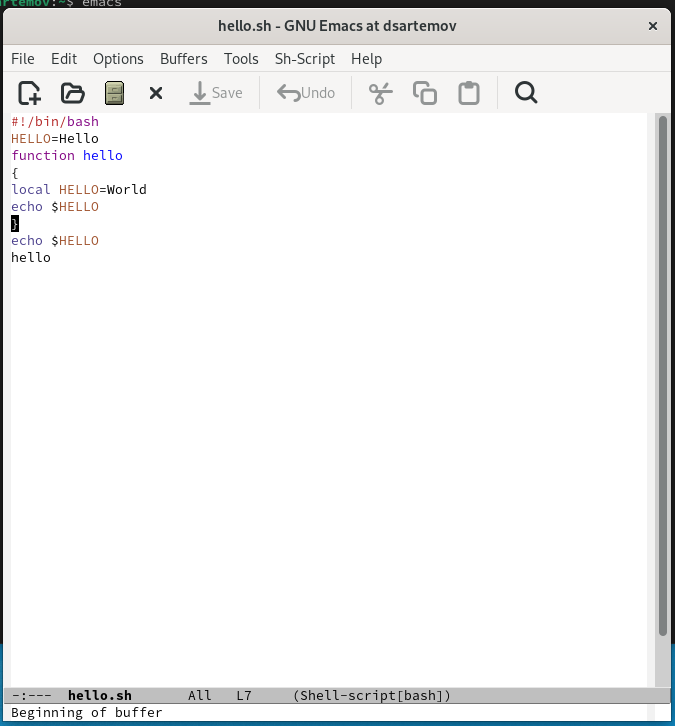 artemov:~$ emacs
hello.sh - GNU Emacs at dsartemov
File Edit Options Buffers Tools Sh-Script Help
Save Undo
#!/bin/bash
HELLO=Hello
function hello
{
local HELLO=World
echo $HELLO
}
echo $HELLO
hello
-:--- hello.sh All L7 (Shell-script[bash])
Beginning of buffer